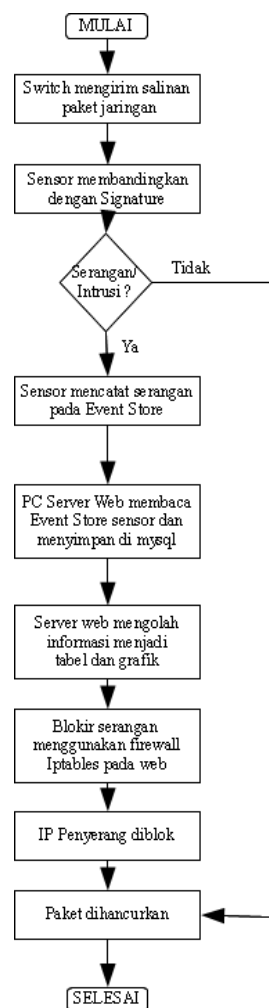 MULAI
Switch mengirim salinan
paket jaringan
Sensor membandingkan
dengan Signature
Serangan/
Intrusi ?
Tidak
Ya
Sensor mencatat serangan
pada Event Store
PC Server Web membaca
Event Store sensor dan
menyimpan di mysql
Server web mengolah
informasi menjadi
tabel dan grafik
Blokir serangan
menggunakan firewall
Iptables pada web
IP Penyerang diblok
Paket dihancurkan
SELESAI